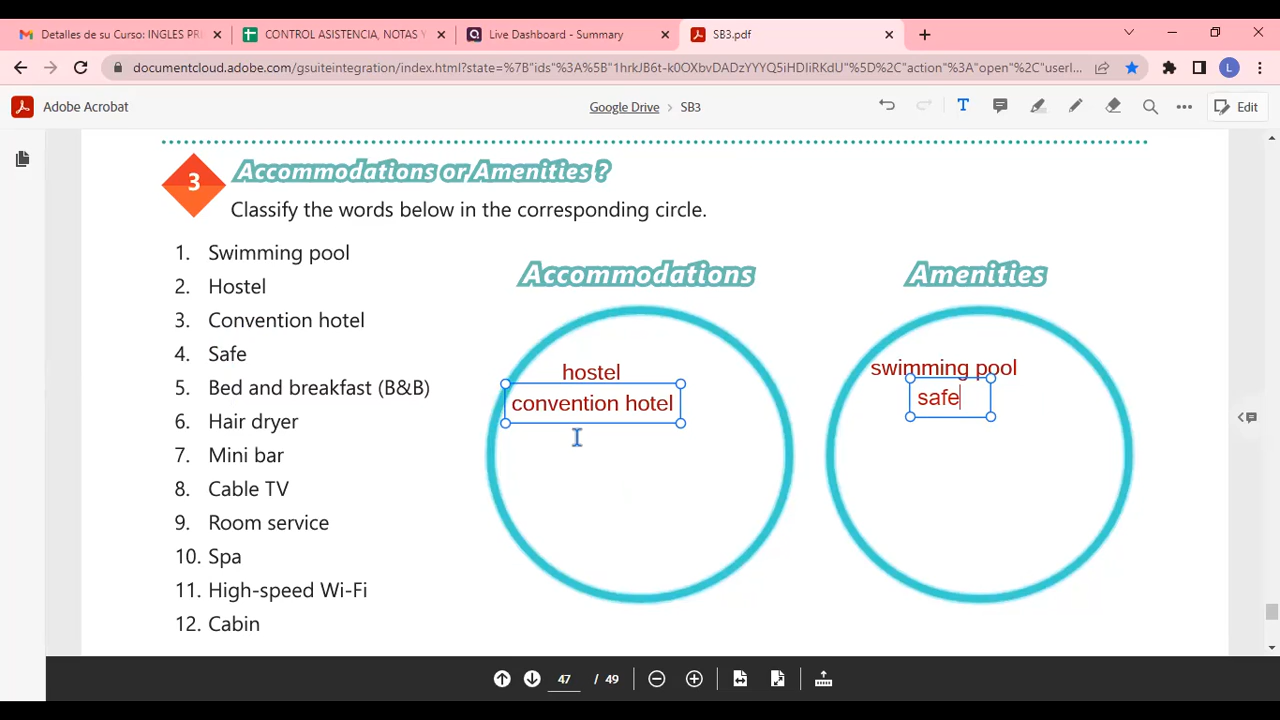 Detalles de su Curso: INGLES PRI
CONTROL ASISTENCIA, NOTAS Y
Live Dashboard - Summary
SB3.pdf
documentcloud.adobe.com/gsuiteintegration/index.html?state=%7B"ids"%3A%5B"1hrkJB6t-k0OXbvDADzYYYQ5iHDIiRKdU"%5D%2C"action"%3A"open"%2C"userI...
L
Adobe Acrobat
Google Drive > SB3
Edit
3
Accommodations or Amenities ?
Classify the words below in the corresponding circle.
1. Swimming pool
2. Hostel
3. Convention hotel
4. Safe
5. Bed and breakfast (B&B)
6. Hair dryer
7. Mini bar
8. Cable TV
9. Room service
10. Spa
11. High-speed Wi-Fi
12. Cabin
Accommodations
hostel
convention hotel
Amenities
swimming pool
safe
47 / 49